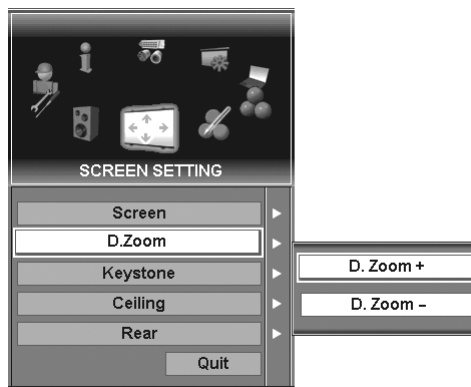 SCREEN SETTING
Screen
D.Zoom
Keystone
Ceiling
Rear
Quit
D. Zoom +
D. Zoom –